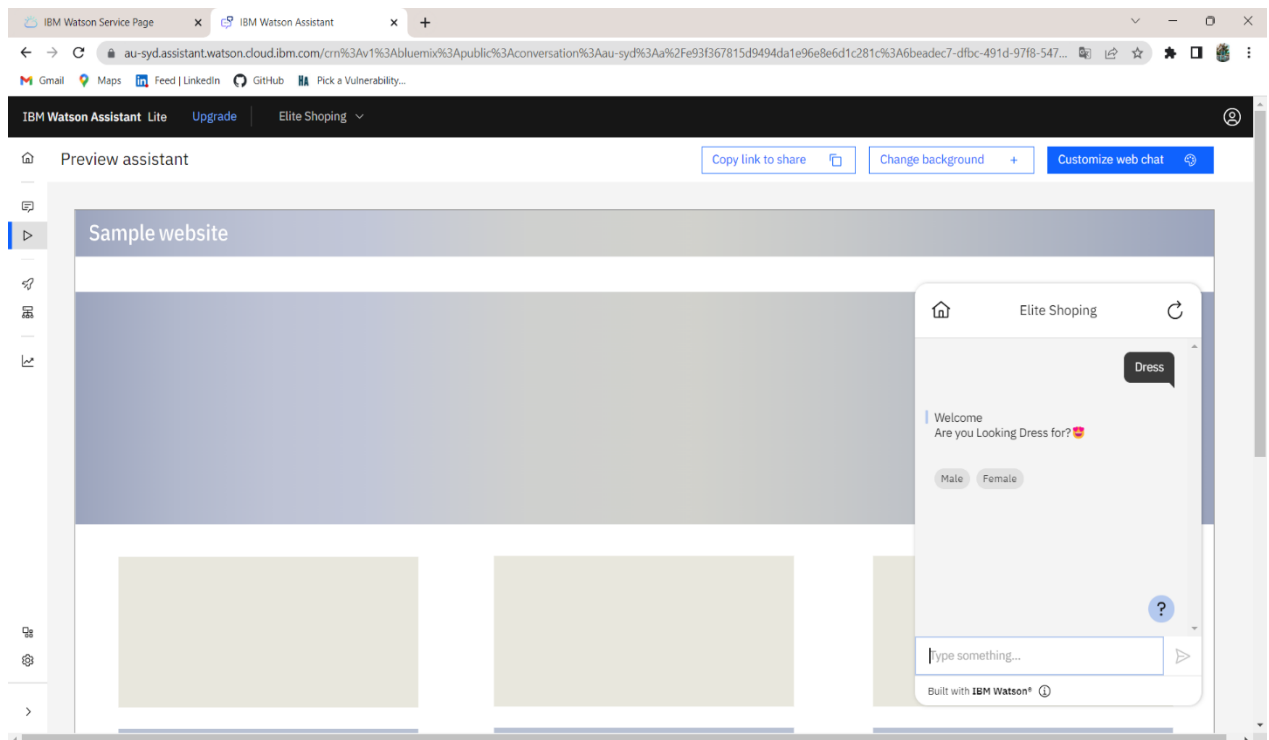 IBM Watson Service Page
IBM Watson Assistant
au-syd.assistant.watson.cloud.ibm.com/crn%3Av1%3Abluemix%3Apublic%3Aconversation%3Aau-syd%3Aa%2Fe93f367815d9494da1e96e8e6d1c281c%3A6beadec7-dfbc-491d-97f8-547...
Gmail Maps Feed | LinkedIn GitHub Pick a Vulnerability...
IBM Watson Assistant Lite Upgrade Elite Shoping
Preview assistant
Copy link to share
Change background +
Customize web chat
Sample website
Elite Shoping
Dress
Welcome
Are you Looking Dress for?😍
Male Female
?
Type something...
Built with IBM Watson®